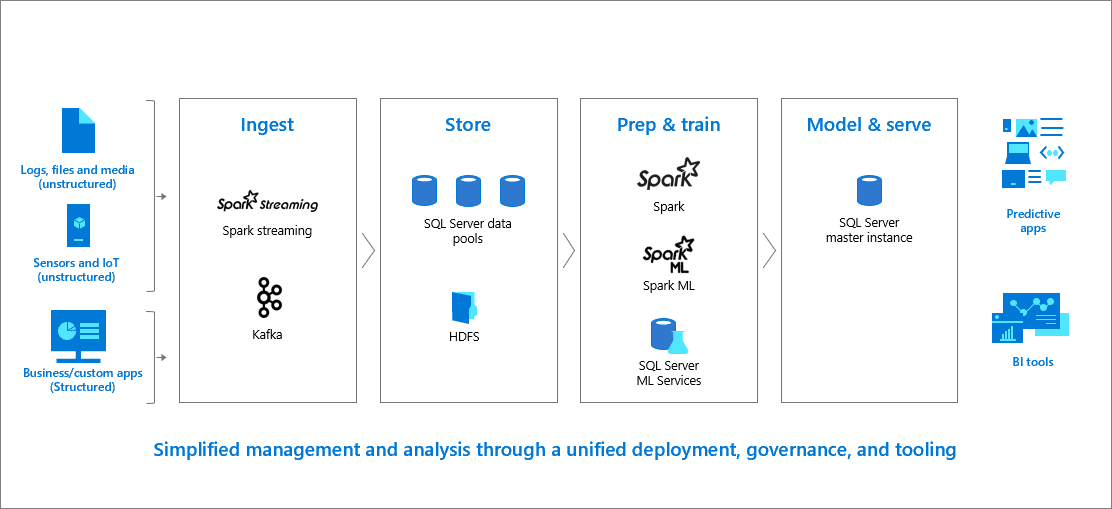 Ingest
Store
Prep & train
Model & serve
Logs, files and media
(unstructured)
Sensors and IoT
(unstructured)
Business/custom apps
(Structured)
Spark streaming
Spark streaming
Kafka
SQL Server data
pools
HDFS
Spark
Spark
Spark
ML
Spark ML
SQL Server
ML Services
SQL Server
master instance
Predictive
apps
BI tools
Simplified management and analysis through a unified deployment, governance, and tooling